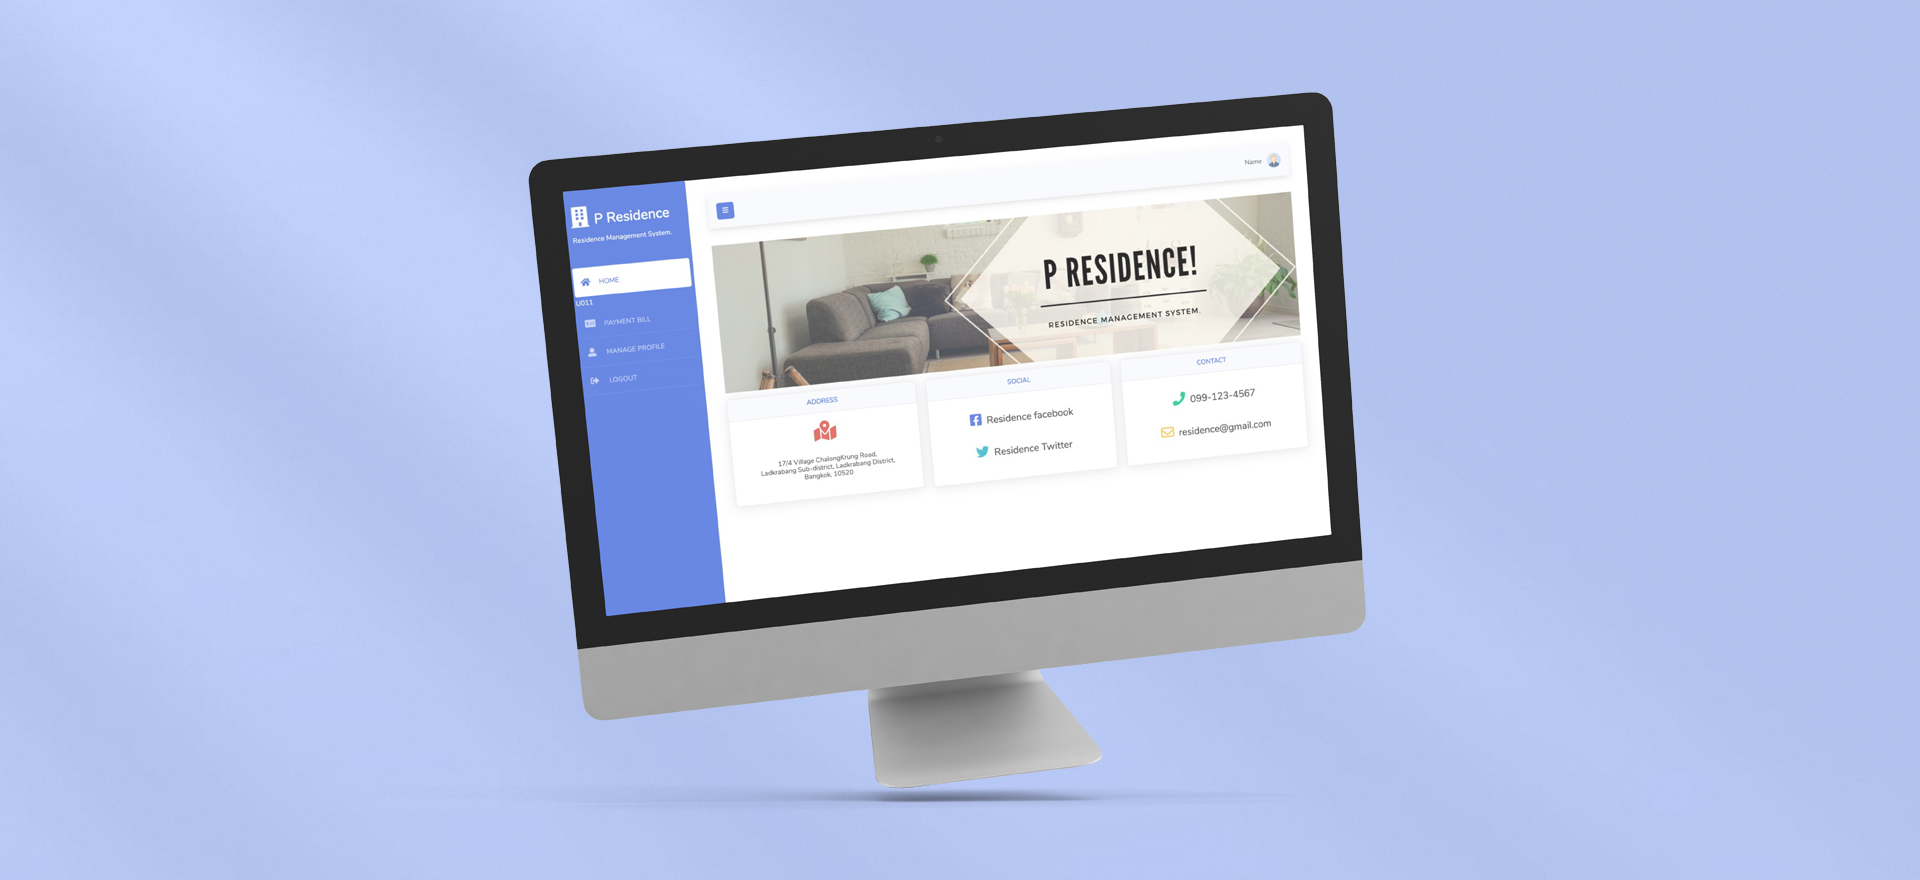 P Residence
Residence Management System.
HOME
U011
PAYMENT BILL
MANAGE PROFILE
LOGOUT
Name
P RESIDENCE!
RESIDENCE MANAGEMENT SYSTEM.
ADDRESS
17/4 Village ChalongKrung Road,
Ladkrabang Sub-district, Ladkrabang District,
Bangkok, 10520
SOCIAL
Residence facebook
Residence Twitter
CONTACT
099-123-4567
residence@gmail.com